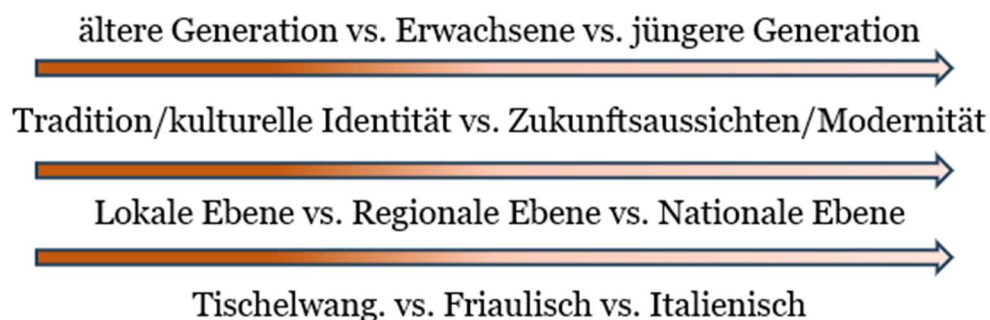 ältere Generation vs. Erwachsene vs. jüngere Generation
Tradition/kulturelle Identität vs. Zukunftsaussichten/Modernität
Lokale Ebene vs. Regionale Ebene vs. Nationale Ebene
Tischelwang. vs. Friaulisch vs. Italienisch